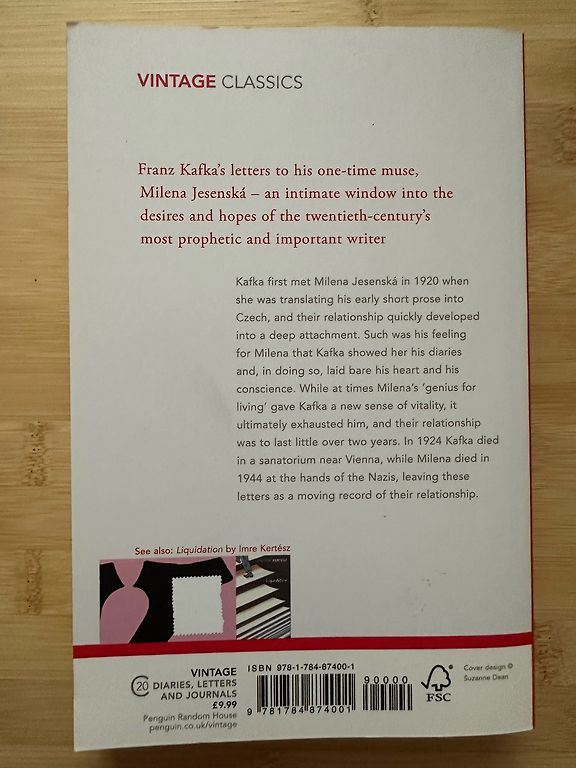 VINTAGE CLASSICS
Franz Kafka's letters to his one-time muse,
Milena Jesenská – an intimate window into the
desires and hopes of the twentieth-century's
most prophetic and important writer
Kafka first met Milena Jesenská in 1920 when
she was translating his early short prose into
Czech, and their relationship quickly developed
into a deep attachment. Such was his feeling
for Milena that Kafka showed her his diaries
and, in doing so, laid bare his heart and his
conscience. While at times Milena's 'genius for
living' gave Kafka a new sense of vitality, it
ultimately exhausted him, and their relationship
was to last little over two years. In 1924 Kafka died
in a sanatorium near Vienna, while Milena died in
1944 at the hands of the Nazis, leaving these
letters as a moving record of their relationship.
See also: Liquidation by Imre Kertész
VINTAGE
C20 DIARIES, LETTERS
AND JOURNALS
£9.99
Penguin Random House
penguin.co.uk/vintage
ISBN 978-1-784-87400-1
90000
9 781784 874001
FSC
Cover design ©
Suzanne Dean